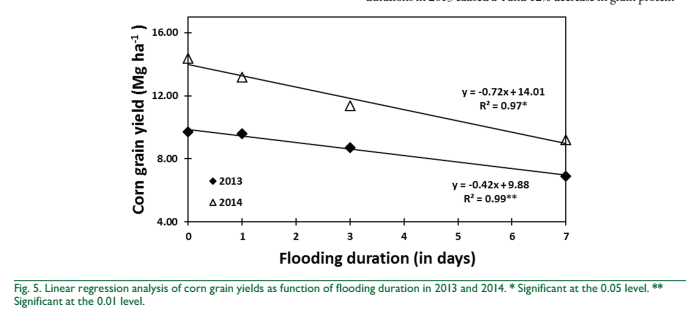 durations in 2013 caused a 4 and 12% decrease in grain protein
Corn grain yield (Mg ha-1)
16.00
12.00
8.00
4.00
y = -0.72x + 14.01
R² = 0.97*
y = -0.42x + 9.88
R² = 0.99**
2013
2014
0 1 2 3 4 5 6 7
Flooding duration (in days)
Fig. 5. Linear regression analysis of corn grain yields as function of flooding duration in 2013 and 2014. * Significant at the 0.05 level. **
Significant at the 0.01 level.